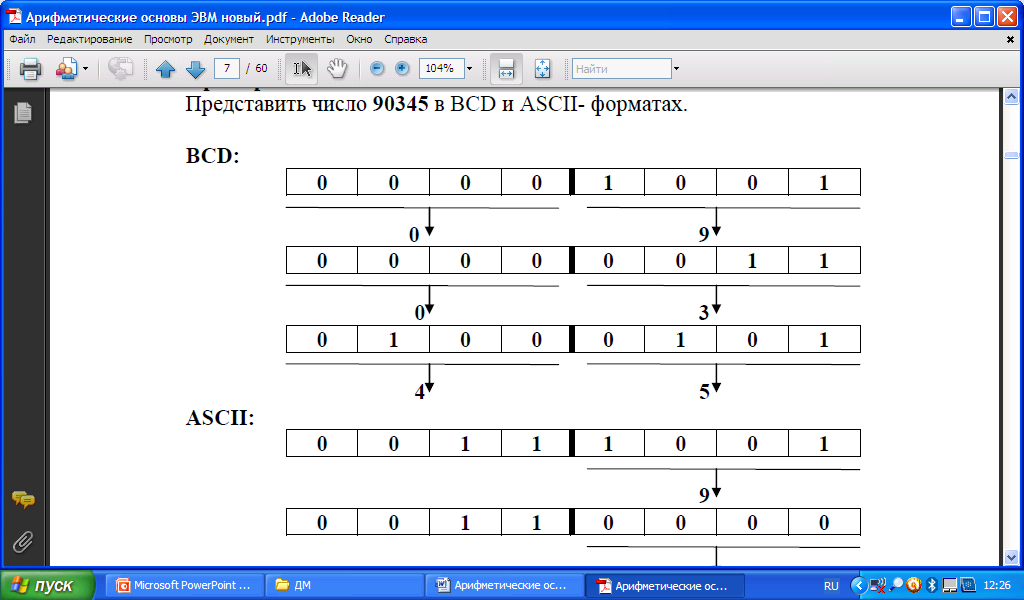 Арифметические основы ЭВМ новый.pdf - Adobe Reader
Файл Редактирование Просмотр Документ Инструменты Окно Справка
7 / 60 104% Найти
Представить число 90345 в BCD и ASCII- форматах.
BCD:
0 0 0 0 1 0 0 1
0 9
0 0 0 0 0 0 1 1
0 3
0 1 0 0 0 1 0 1
4 5
ASCII:
0 0 1 1 1 0 0 1
9
0 0 1 1 0 0 0 0
пуск Microsoft PowerPoint ... ДМ Арифметические ос... Арифметические ос... RU 12:26